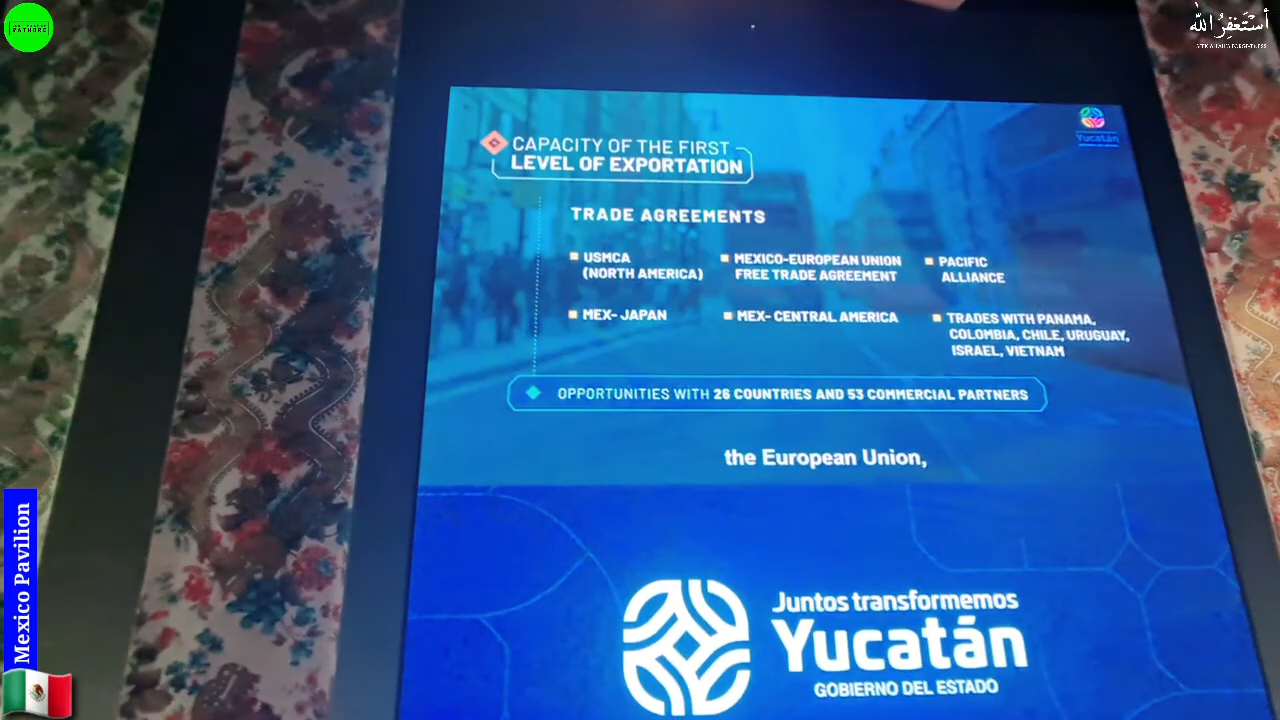 RATHORE
أستغفر الله
Yucatán
CAPACITY OF THE FIRST
LEVEL OF EXPORTATION
TRADE AGREEMENTS
USMCA
(NORTH AMERICA)
MEXICO-EUROPEAN UNION
FREE TRADE AGREEMENT
PACIFIC
ALLIANCE
MEX- JAPAN
MEX- CENTRAL AMERICA
TRADES WITH PANAMA,
COLOMBIA, CHILE, URUGUAY,
ISRAEL, VIETNAM
OPPORTUNITIES WITH 26 COUNTRIES AND 53 COMMERCIAL PARTNERS
the European Union,
Juntos transformemos
Yucatán
GOBIERNO DEL ESTADO
Mexico Pavilion